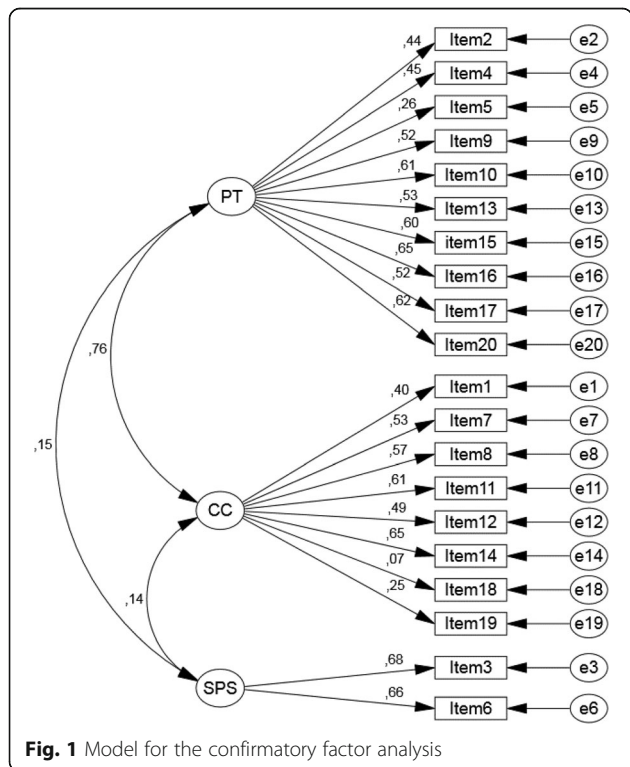 ,44 Item2 e2
,45 Item4 e4
,26 Item5 e5
,52 Item9 e9
,61 Item10 e10
PT
,53 Item13 e13
,60 item15 e15
,65 Item16 e16
,52 Item17 e17
,62 Item20 e20
,76
,40 Item1 e1
,53 Item7 e7
,15
,57 Item8 e8
,61 Item11 e11
CC
,49 Item12 e12
,65 Item14 e14
,07 Item18 e18
,14
,25 Item19 e19
,68 Item3 e3
SPS
,66 Item6 e6
Fig. 1 Model for the confirmatory factor analysis